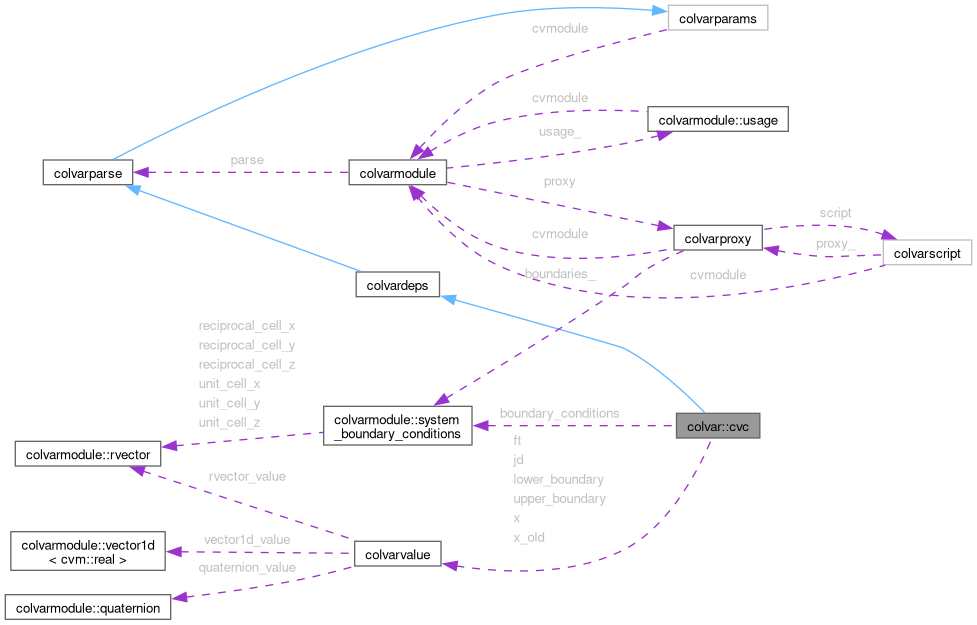 colvarparams
cvmodule
cvmodule
colvarmodule::usage
usage_
parse
colvarparse
colvarmodule
proxy
script
colvarproxy
cvmodule
proxy_
colvarscript
boundaries_
cvmodule
colvardeps
reciprocal_cell_x
reciprocal_cell_y
reciprocal_cell_z
unit_cell_x
unit_cell_y
unit_cell_z
colvarmodule::system
_boundary_conditions
boundary_conditions
colvar::cvc
ft
jd
lower_boundary
upper_boundary
x
x_old
colvarmodule::rvector
rvector_value
colvarmodule::vector1d
< cvm::real >
vector1d_value
colvarvalue
quaternion_value
colvarmodule::quaternion